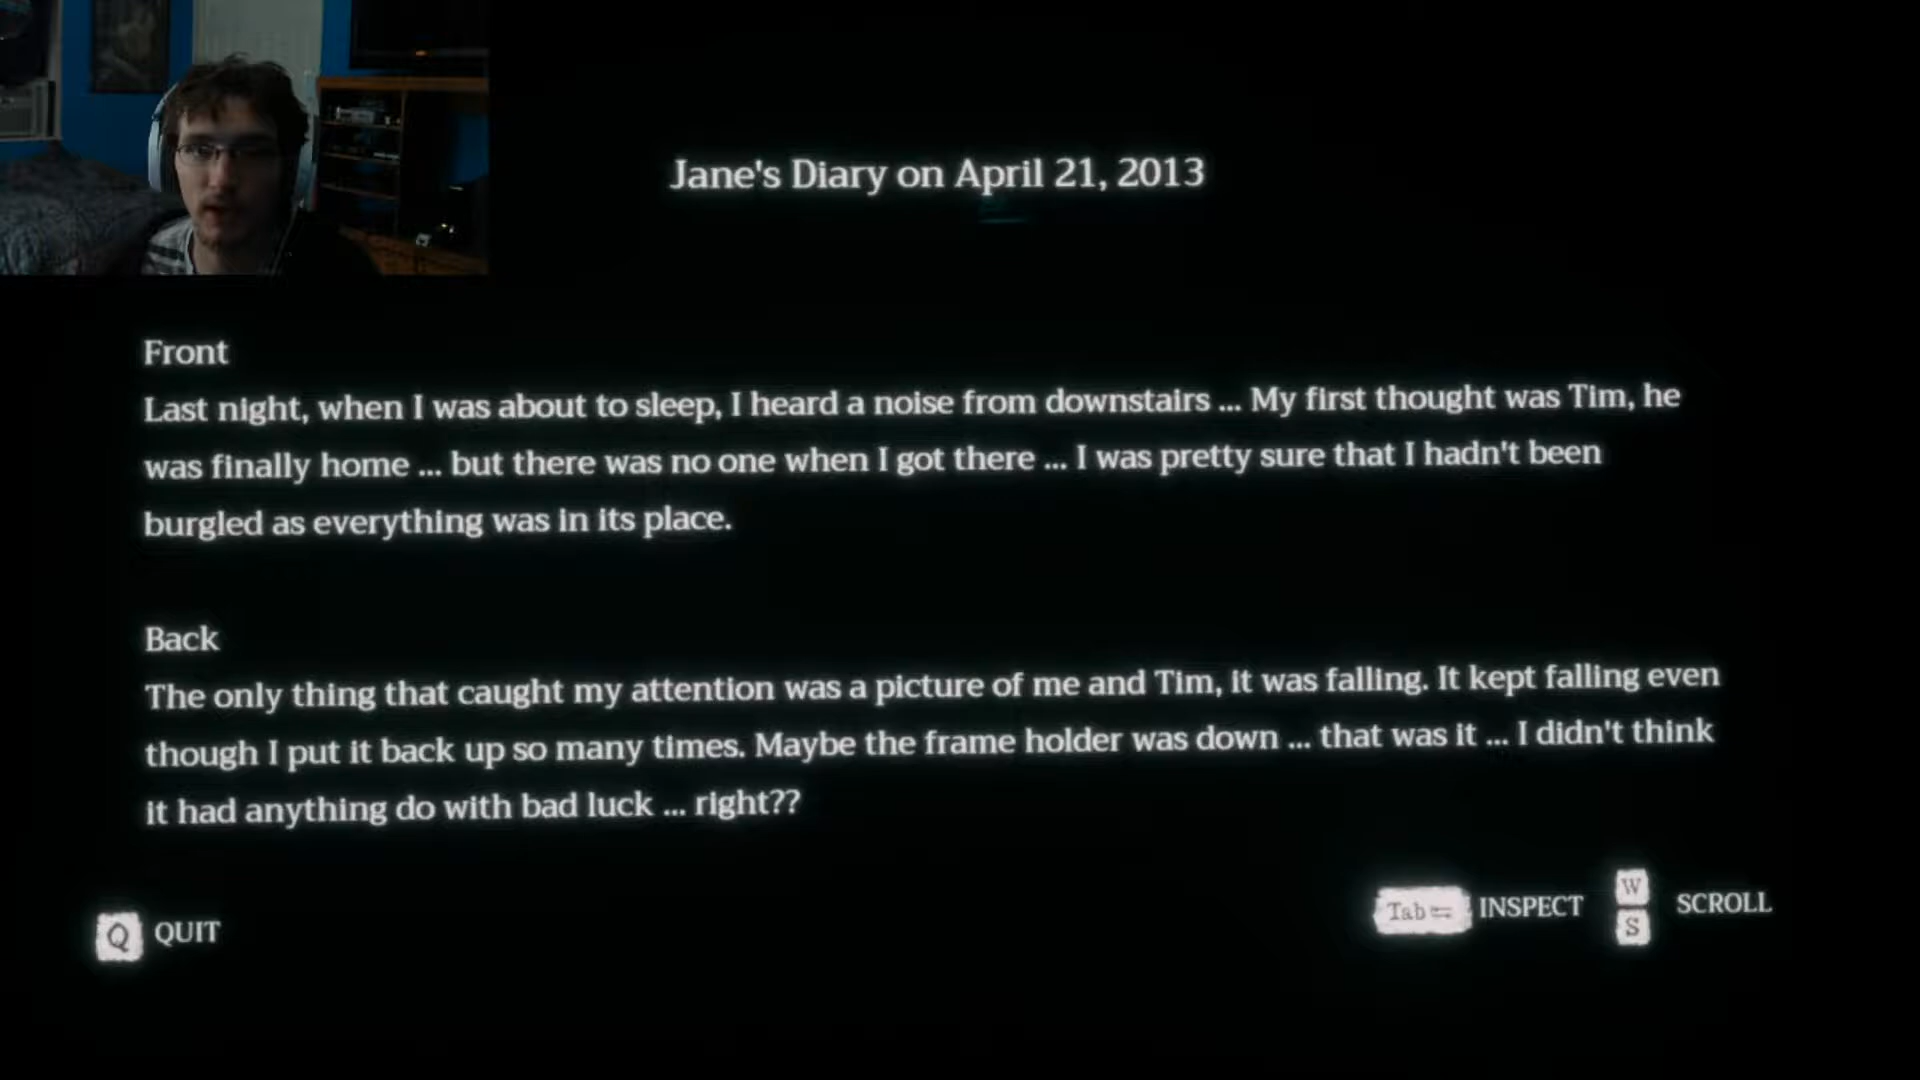 Jane's Diary on April 21, 2013
Front
Last night, when I was about to sleep, I heard a noise from downstairs ... My first thought was Tim, he
was finally home ... but there was no one when I got there ... I was pretty sure that I hadn't been
burgled as everything was in its place.
Back
The only thing that caught my attention was a picture of me and Tim, it was falling. It kept falling even
though I put it back up so many times. Maybe the frame holder was down ... that was it ... I didn't think
it had anything do with bad luck ... right??
Q QUIT
Tab INSPECT
W
S
SCROLL